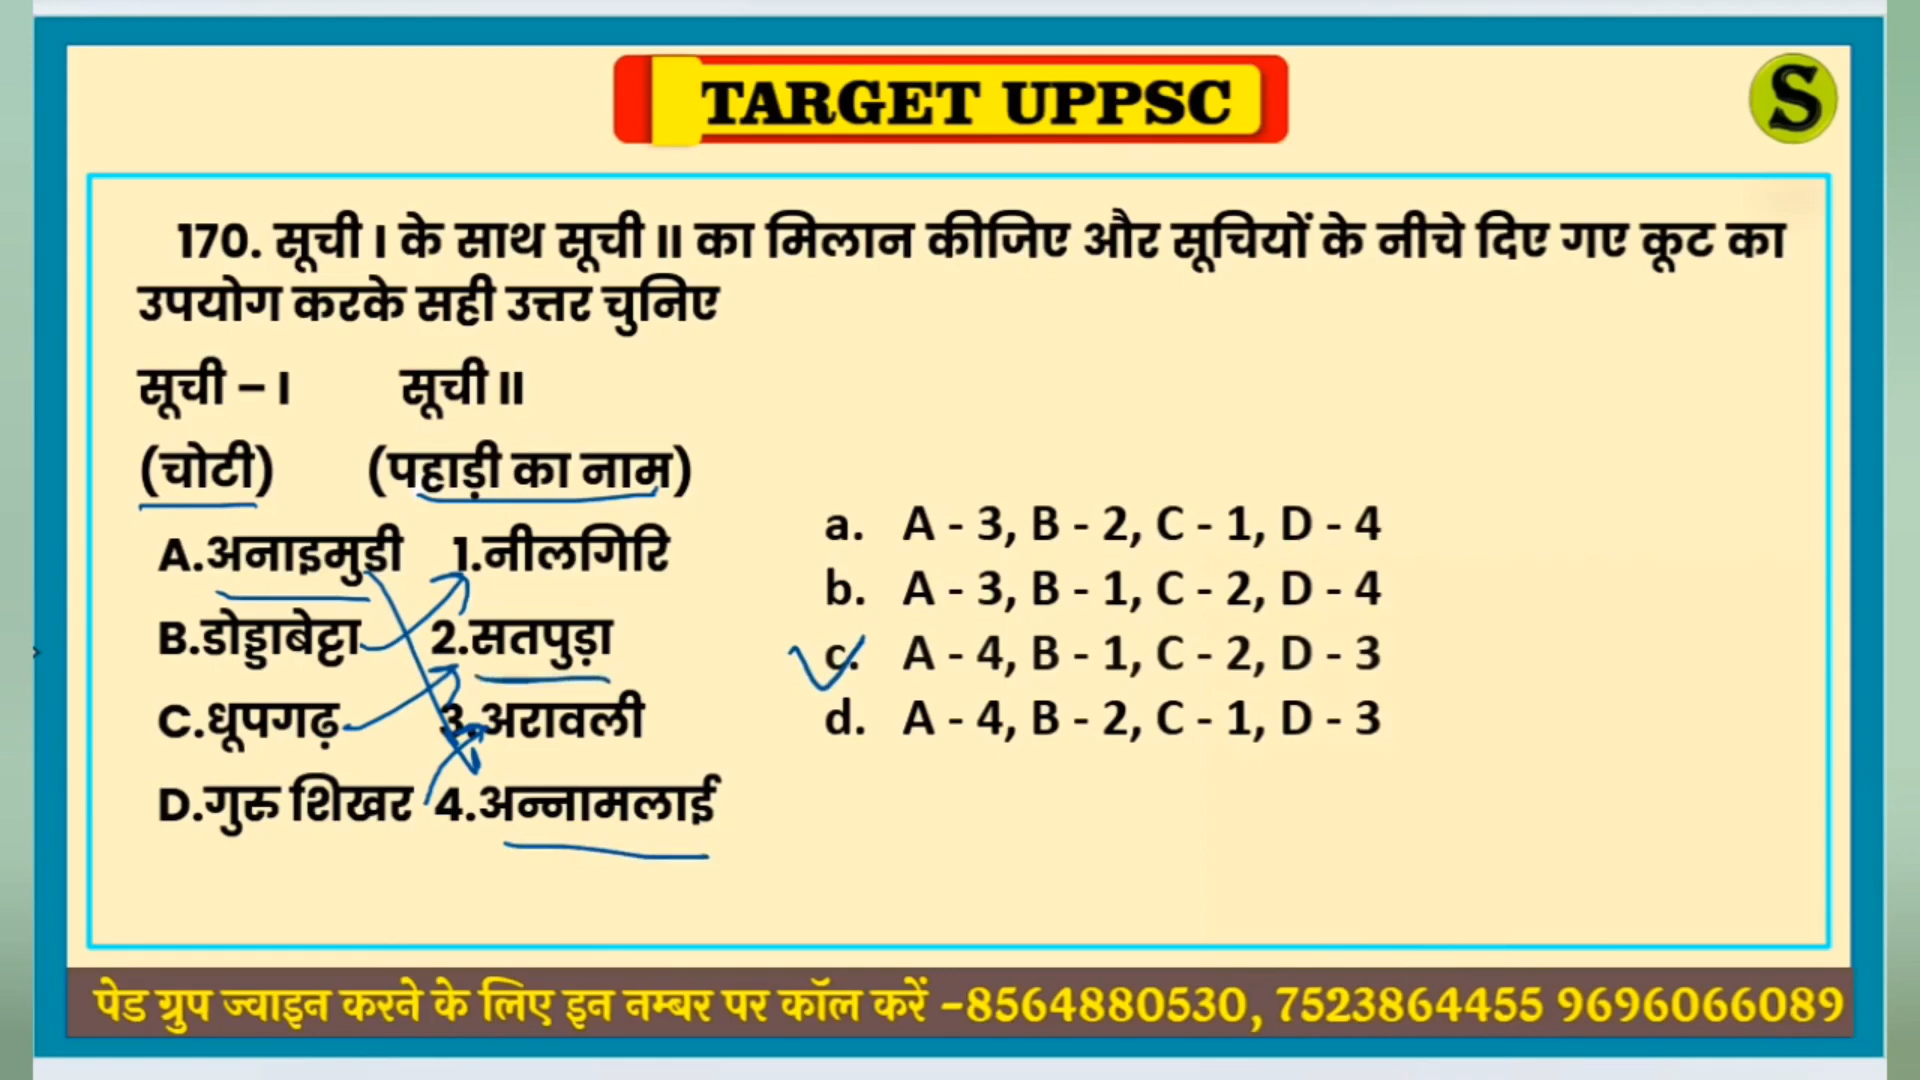 TARGET UPPSC
S
170. सूची I के साथ सूची II का मिलान कीजिए और सूचियों के नीचे दिए गए कूट का
उपयोग करके सही उत्तर चुनिए
सूची – I सूची II
(चोटी) (पहाड़ी का नाम)
A.अनाइमुडी 1.नीलगिरि
B.डोड्डाबेट्टा 2.सतपुड़ा
C.धूपगढ़ 3.अरावली
D.गुरु शिखर 4.अन्नामलाई
a. A - 3, B - 2, C - 1, D - 4
b. A - 3, B - 1, C - 2, D - 4
c. A - 4, B - 1, C - 2, D - 3
d. A - 4, B - 2, C - 1, D - 3
पेड ग्रुप ज्वाइन करने के लिए इन नम्बर पर कॉल करें –8564880530, 7523864455 9696066089